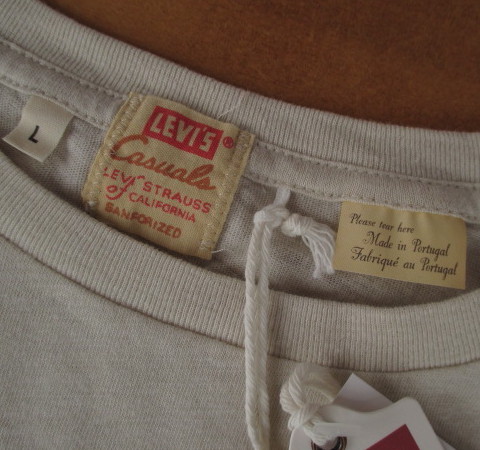 L
LEVI'S®
Casuals
LEVI STRAUSS
of CALIFORNIA
SANFORIZED
Please tear here
Made in Portugal
Fabriqué au Portugal